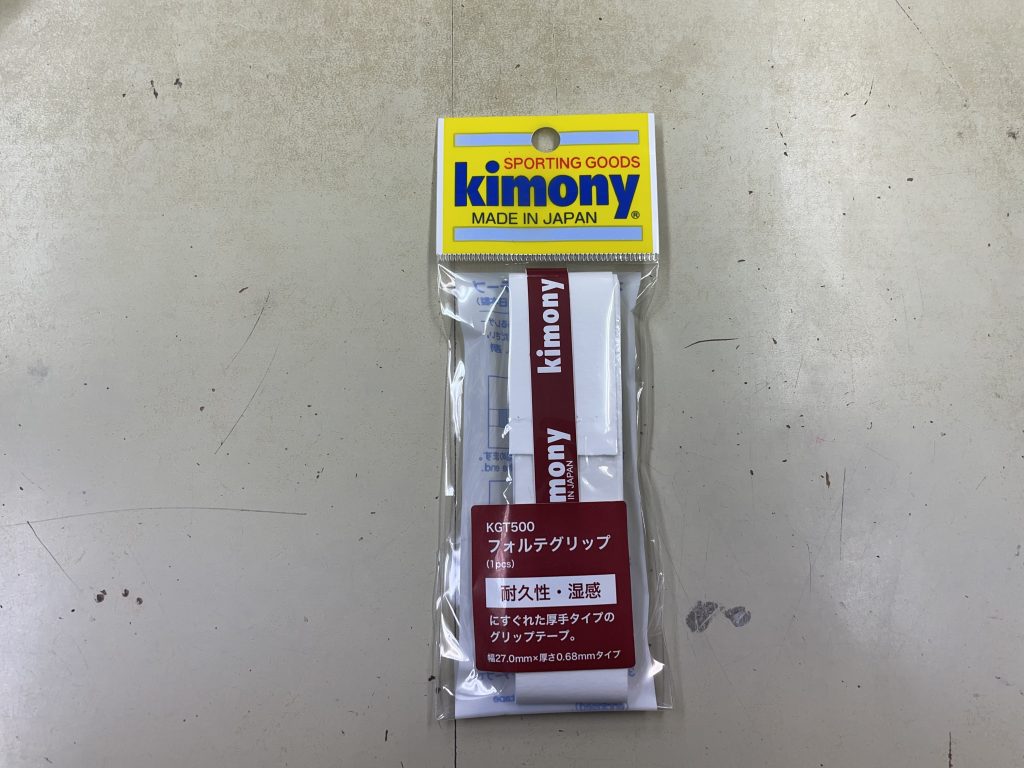 SPORTING GOODS
kimony®
MADE IN JAPAN
kimony
mony
IN JAPAN
KGT500
フォルテグリップ
(1pcs)
耐久性・湿感
にすぐれた厚手タイプの
グリップテープ。
幅27.0mm×厚さ0.68mmタイプ